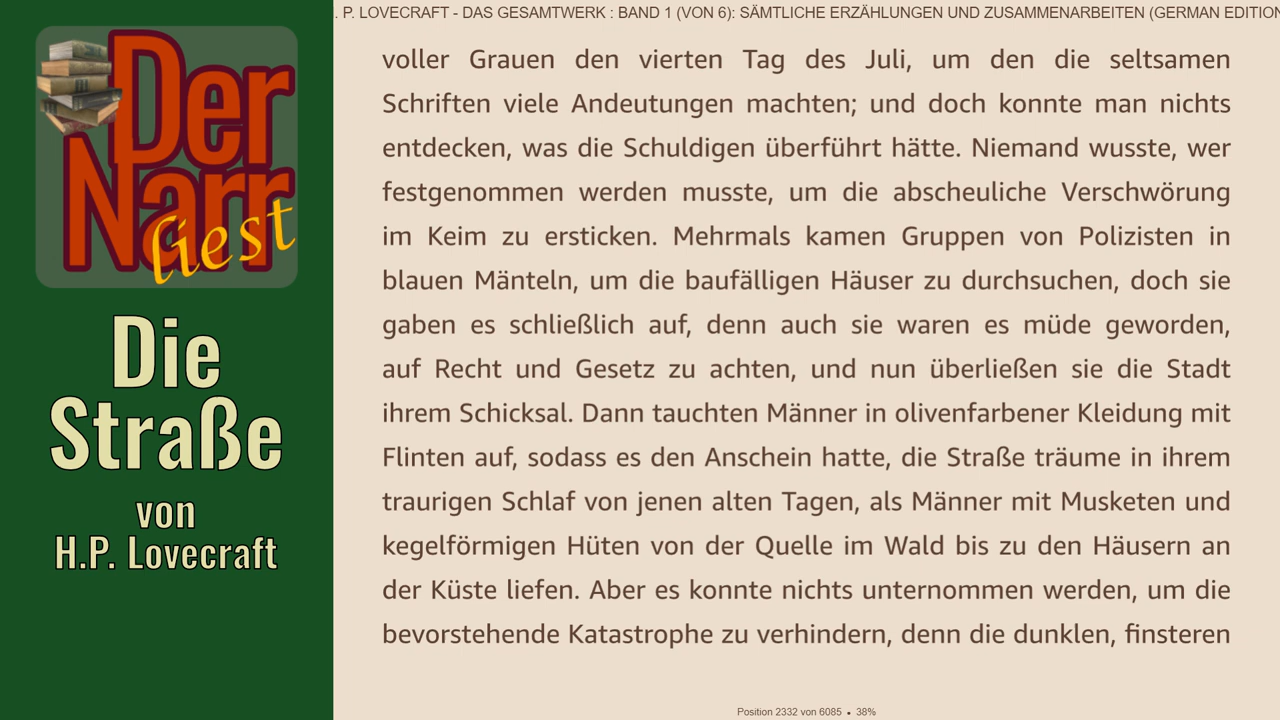 Der
Narr
liest
Die
Straße
von
H.P. Lovecraft
. P. LOVECRAFT - DAS GESAMTWERK : BAND 1 (VON 6): SÄMTLICHE ERZÄHLUNGEN UND ZUSAMMENARBEITEN (GERMAN EDITION
voller Grauen den vierten Tag des Juli, um den die seltsamen
Schriften viele Andeutungen machten; und doch konnte man nichts
entdecken, was die Schuldigen überführt hätte. Niemand wusste, wer
festgenommen werden musste, um die abscheuliche Verschwörung
im Keim zu ersticken. Mehrmals kamen Gruppen von Polizisten in
blauen Mänteln, um die baufälligen Häuser zu durchsuchen, doch sie
gaben es schließlich auf, denn auch sie waren es müde geworden,
auf Recht und Gesetz zu achten, und nun überließen sie die Stadt
ihrem Schicksal. Dann tauchten Männer in olivenfarbener Kleidung mit
Flinten auf, sodass es den Anschein hatte, die Straße träume in ihrem
traurigen Schlaf von jenen alten Tagen, als Männer mit Musketen und
kegelförmigen Hüten von der Quelle im Wald bis zu den Häusern an
der Küste liefen. Aber es konnte nichts unternommen werden, um die
bevorstehende Katastrophe zu verhindern, denn die dunklen, finsteren
Position 2332 von 6085 • 38%